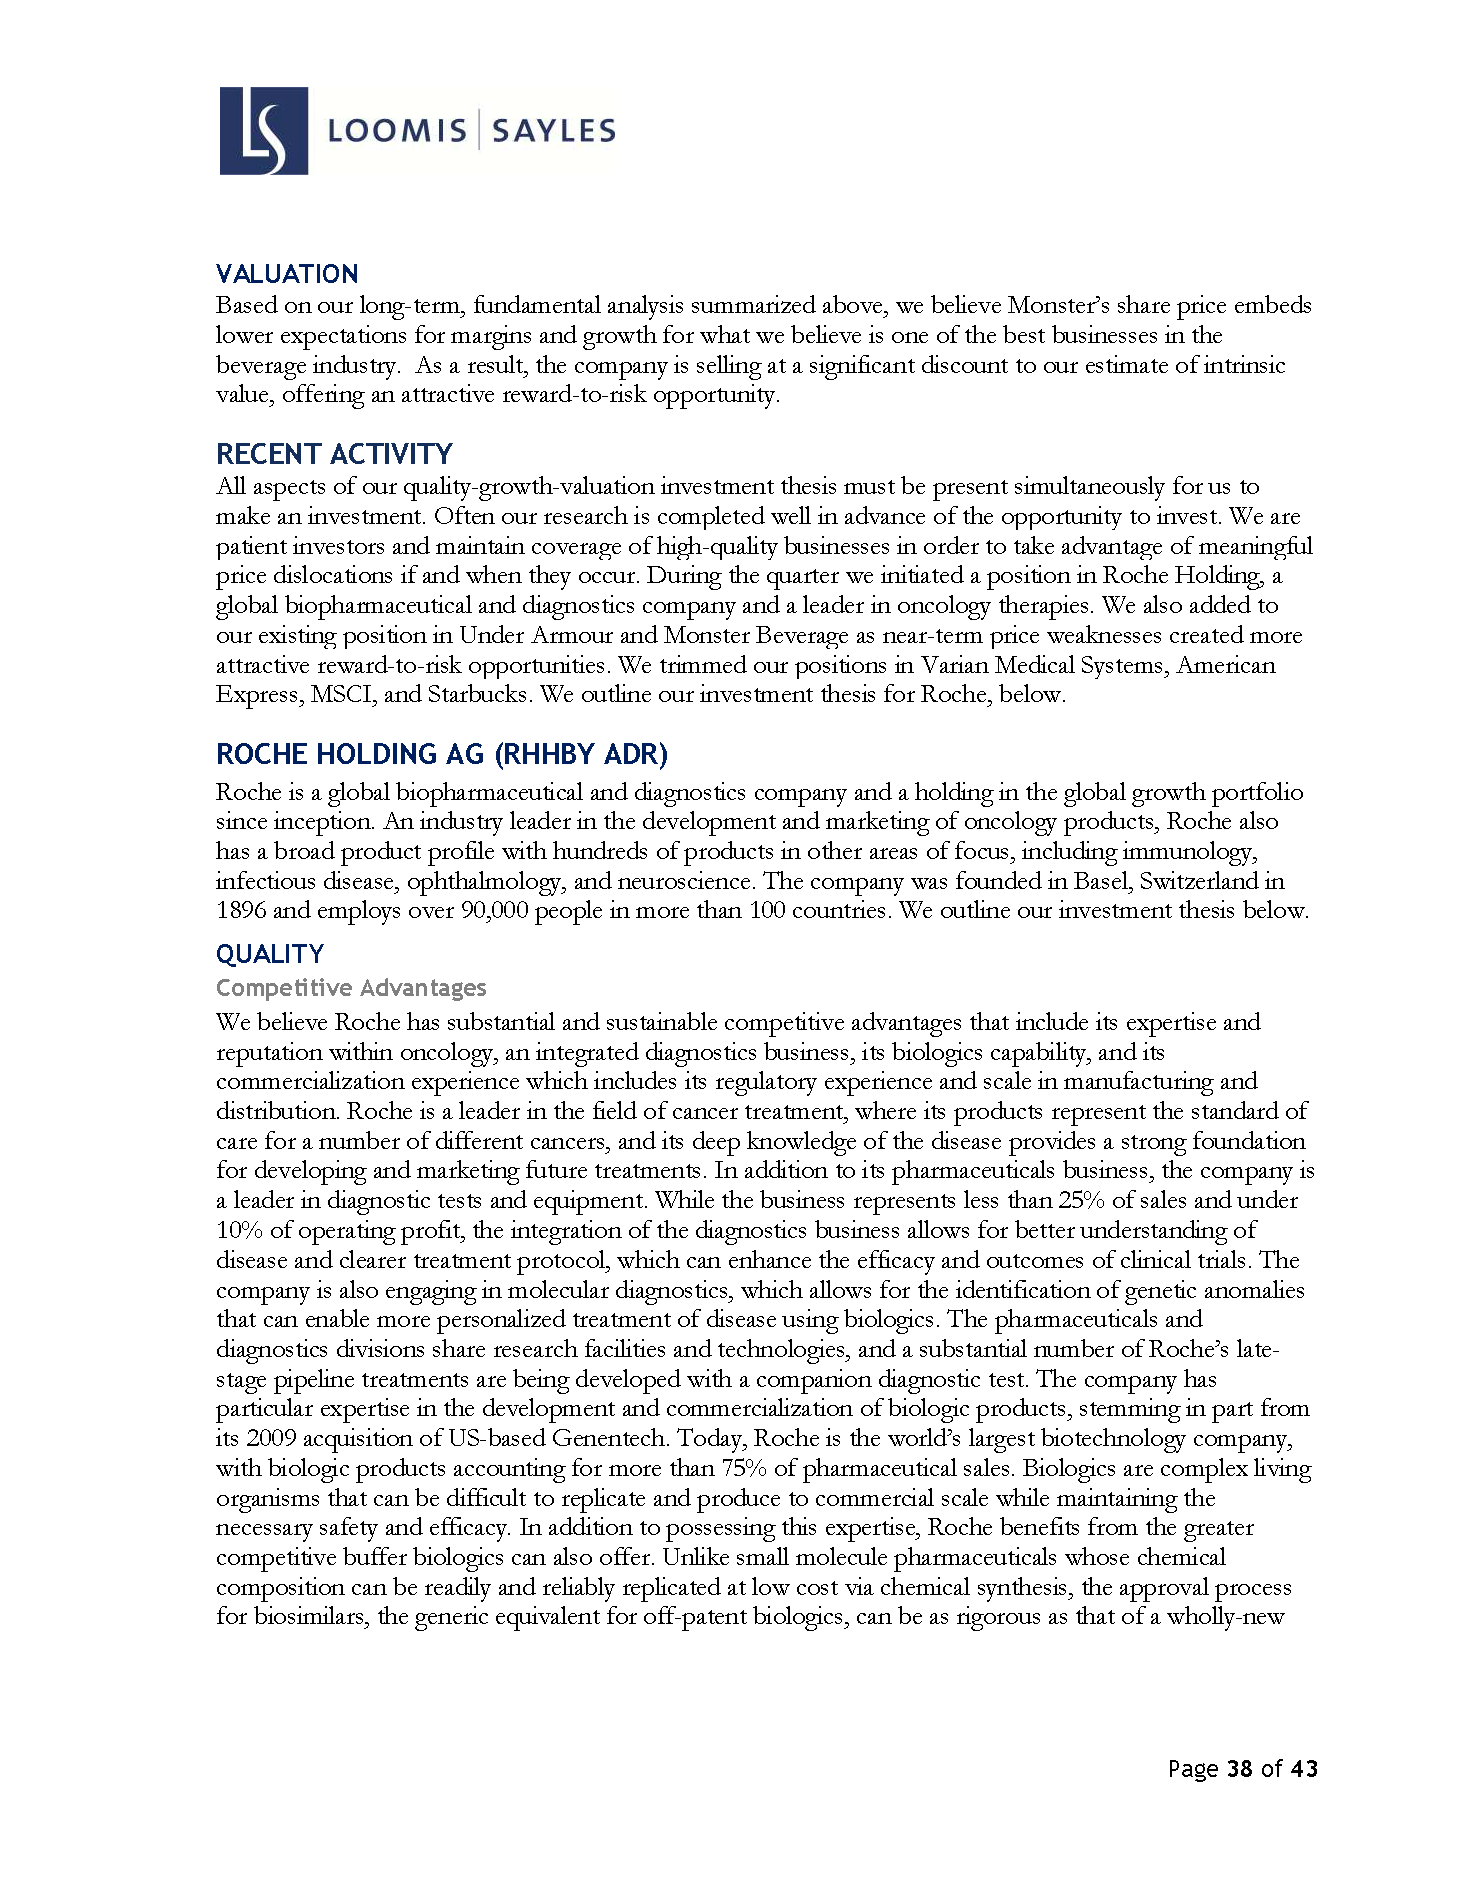 LS LOOMIS | SAYLES
VALUATION
Based on our long-term, fundamental analysis summarized above, we believe Monster’s share price embeds
lower expectations for margins and growth for what we believe is one of the best businesses in the
beverage industry.  As a result, the company is selling at a significant discount to our estimate of intrinsic
value, offering an attractive reward-to-risk opportunity.
RECENT ACTIVITY
All aspects of our quality-growth-valuation investment thesis must be present simultaneously for us to
make an investment. Often our research is completed well in advance of the opportunity to invest. We are
patient investors and maintain coverage of high-quality businesses in order to take advantage of meaningful
price dislocations if and when they occur. During the quarter we initiated a position in Roche Holding, a
global biopharmaceutical and diagnostics company and a leader in oncology therapies. We also added to
our existing position in Under Armour and Monster Beverage as near-term price weaknesses created more
attractive reward-to-risk opportunities. We trimmed our positions in Varian Medical Systems, American
Express, MSCI, and Starbucks. We outline our investment thesis for Roche, below.
ROCHE HOLDING AG (RHHBY ADR)
Roche is a global biopharmaceutical and diagnostics company and a holding in the global growth portfolio
since inception. An industry leader in the development and marketing of oncology products, Roche also
has a broad product profile with hundreds of products in other areas of focus, including immunology,
infectious disease, ophthalmology, and neuroscience. The company was founded in Basel, Switzerland in
1896 and employs over 90,000 people in more than 100 countries. We outline our investment thesis below.
QUALITY
Competitive Advantages
We believe Roche has substantial and sustainable competitive advantages that include its expertise and
reputation within oncology, an integrated diagnostics business, its biologics capability, and its
commercialization experience which includes its regulatory experience and scale in manufacturing and
distribution. Roche is a leader in the field of cancer treatment, where its products represent the standard of
care for a number of different cancers, and its deep knowledge of the disease provides a strong foundation
for developing and marketing future treatments. In addition to its pharmaceuticals business, the company is
a leader in diagnostic tests and equipment. While the business represents less than 25% of sales and under
10% of operating profit, the integration of the diagnostics business allows for better understanding of
disease and clearer treatment protocol, which can enhance the efficacy and outcomes of clinical trials. The
company is also engaging in molecular diagnostics, which allows for the identification of genetic anomalies
that can enable more personalized treatment of disease using biologics. The pharmaceuticals and
diagnostics divisions share research facilities and technologies, and a substantial number of Roche’s late-
stage pipeline treatments are being developed with a companion diagnostic test. The company has
particular expertise in the development and commercialization of biologic products, stemming in part from
its 2009 acquisition of US-based Genentech. Today, Roche is the world’s largest biotechnology company,
with biologic products accounting for more than 75% of pharmaceutical sales. Biologics are complex living
organisms that can be difficult to replicate and produce to commercial scale while maintaining the
necessary safety and efficacy. In addition to possessing this expertise, Roche benefits from the greater
competitive buffer biologics can also offer. Unlike small molecule pharmaceuticals whose chemical
composition can be readily and reliably replicated at low cost via chemical synthesis, the approval process
for biosimilars, the generic equivalent for off-patent biologics, can be as rigorous as that of a wholly-new
Page 38 of 43